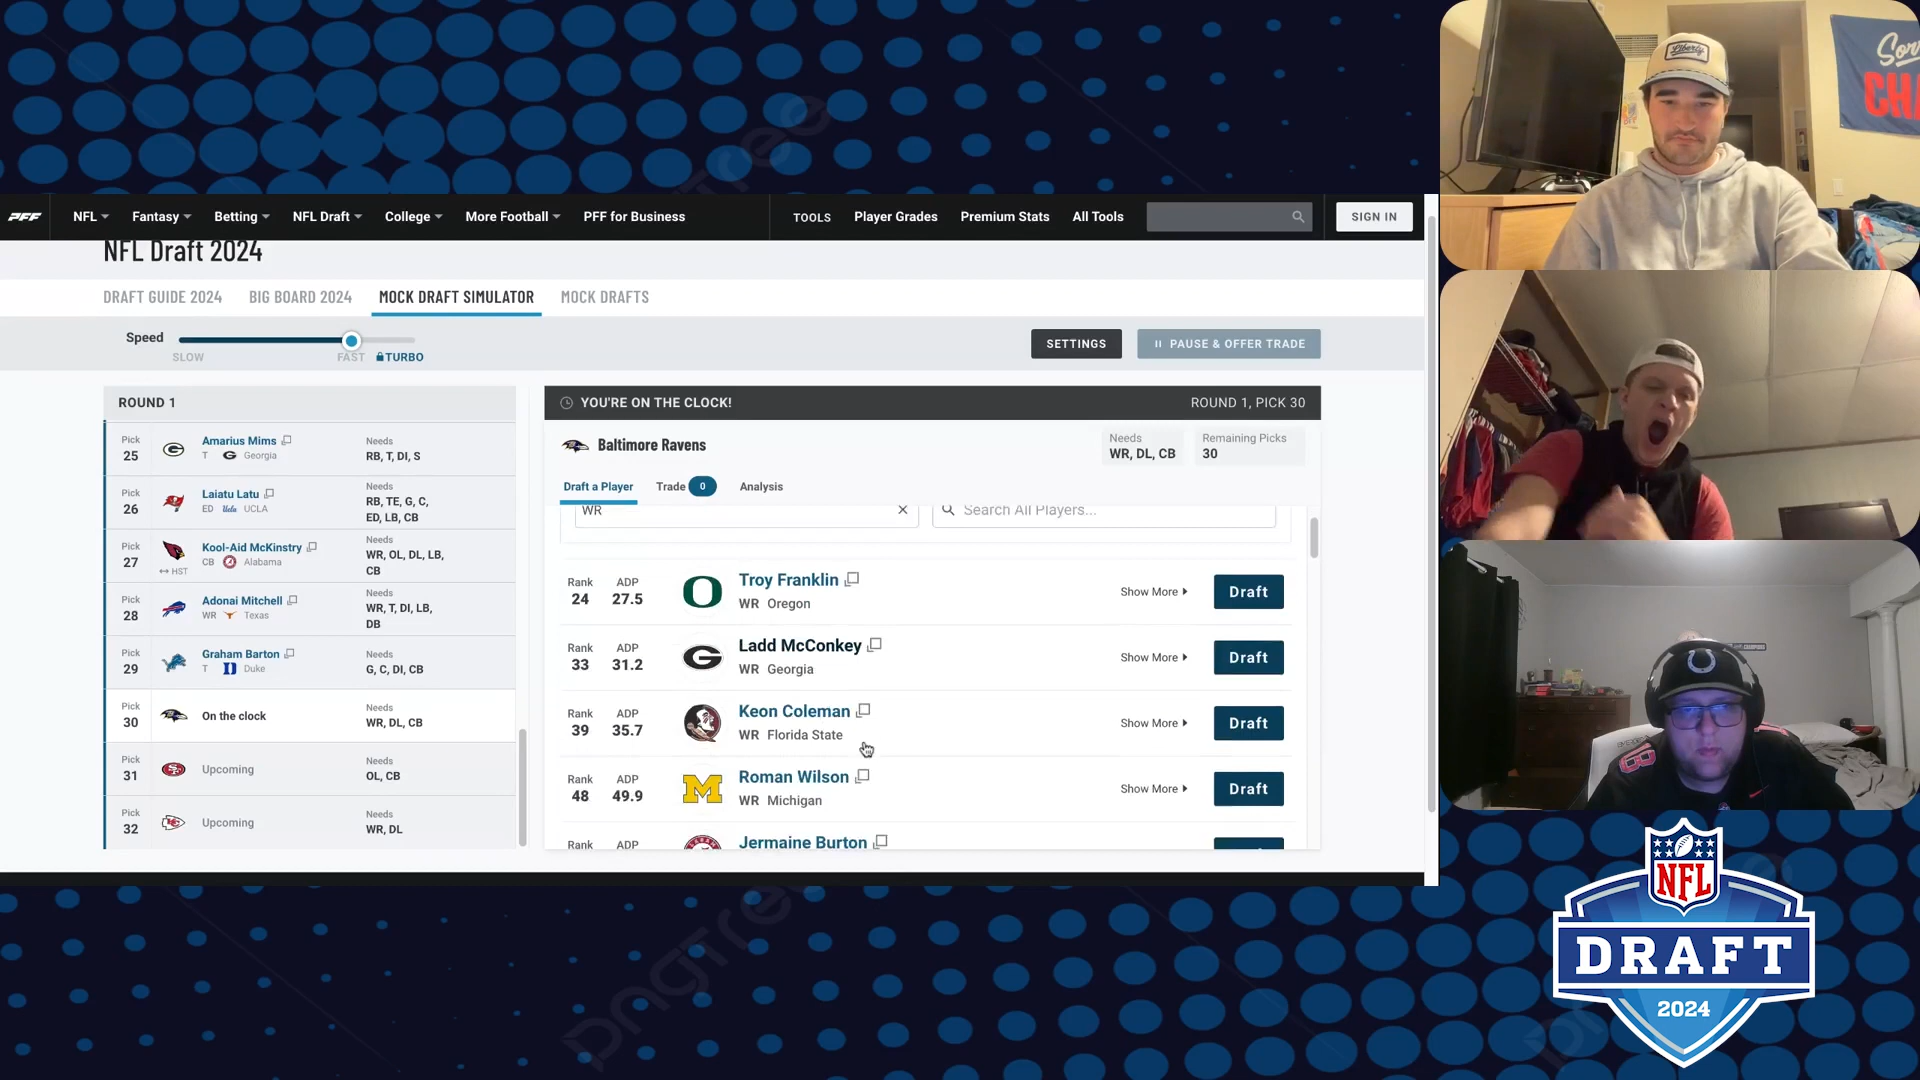 PFF
NFL
Fantasy
Betting
NFL Draft
College
More Football
PFF for Business
TOOLS
Player Grades
Premium Stats
All Tools
SIGN IN
NFL Draft 2024
DRAFT GUIDE 2024
BIG BOARD 2024
MOCK DRAFT SIMULATOR
MOCK DRAFTS
Speed
SLOW
FAST
TURBO
SETTINGS
PAUSE & OFFER TRADE
ROUND 1
Pick
25
Amarius Mims
T G Georgia
Needs
RB, T, DI, S
Pick
26
Laiatu Latu
ED Ucla UCLA
Needs
RB, TE, G, C,
ED, LB, CB
Pick
27
HST
Kool-Aid McKinstry
CB Alabama
Needs
WR, OL, DL, LB,
CB
Pick
28
Adonai Mitchell
WR Texas
Needs
WR, T, DI, LB,
DB
Pick
29
Graham Barton
T D Duke
Needs
G, C, DI, CB
Pick
30
On the clock
Needs
WR, DL, CB
Pick
31
Upcoming
Needs
OL, CB
Pick
32
Upcoming
Needs
WR, DL
YOU'RE ON THE CLOCK!
ROUND 1, PICK 30
Baltimore Ravens
Needs
WR, DL, CB
Remaining Picks
30
Draft a Player
Trade 0
Analysis
WR
Search All Players...
Rank
24
ADP
27.5
Troy Franklin
WR Oregon
Show More
Draft
Rank
33
ADP
31.2
G
Ladd McConkey
WR Georgia
Show More
Draft
Rank
39
ADP
35.7
Keon Coleman
WR Florida State
Show More
Draft
Rank
48
ADP
49.9
M
Roman Wilson
WR Michigan
Show More
Draft
Rank
ADP
Jermaine Burton
Liberty
Sorry
NFL
DRAFT
2024
pngtree